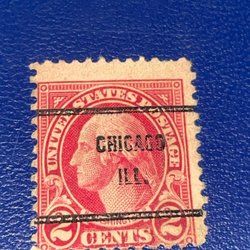 UNITED STATES POSTAGE
CHICAGO
ILL.
2 CENTS 2